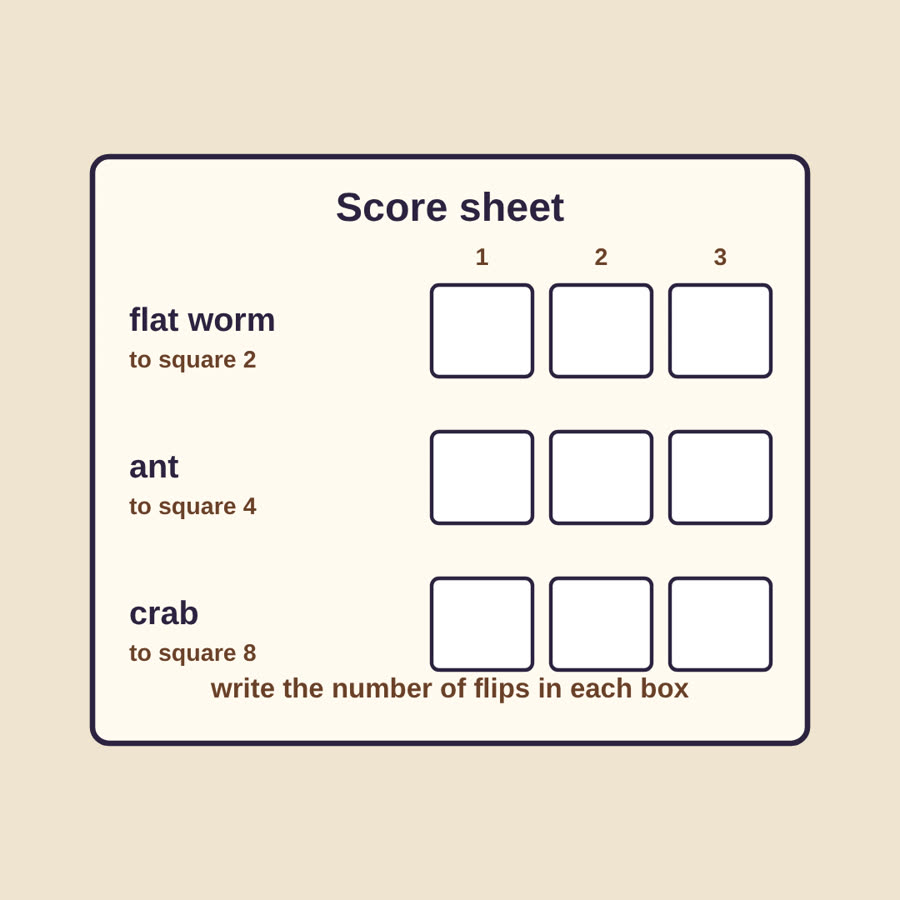 Score sheet
1 2 3
flat worm
to square 2
ant
to square 4
crab
to square 8
write the number of flips in each box